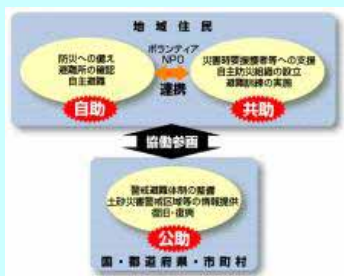 地域住民
防災への備え
避難所の確認
自主避難
自助
ボランティア
NPO
連携
災害時要援護者等への支援
自主防災組織の設立
避難訓練の実施
共助
協働参画
警戒避難体制の整備
土砂災害警戒区域等の情報提供
復旧・復興
公助
国・都道府県・市町村